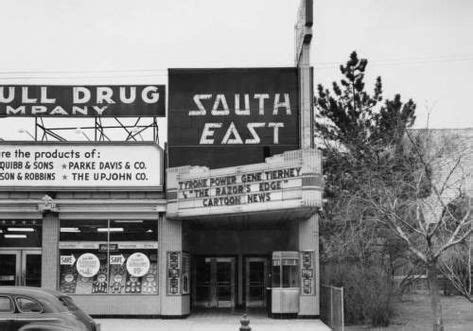 ULL DRUG
MPANY
re the products of:
QUIBB & SONS ★ PARKE DAVIS & CO.
SON & ROBBINS ★ THE UPJOHN CO.
SOUTH
EAST
TYRONE POWER GENE TIERNEY
"THE RAZOR'S EDGE"
CARTOON NEWS
SAVE
SAVE